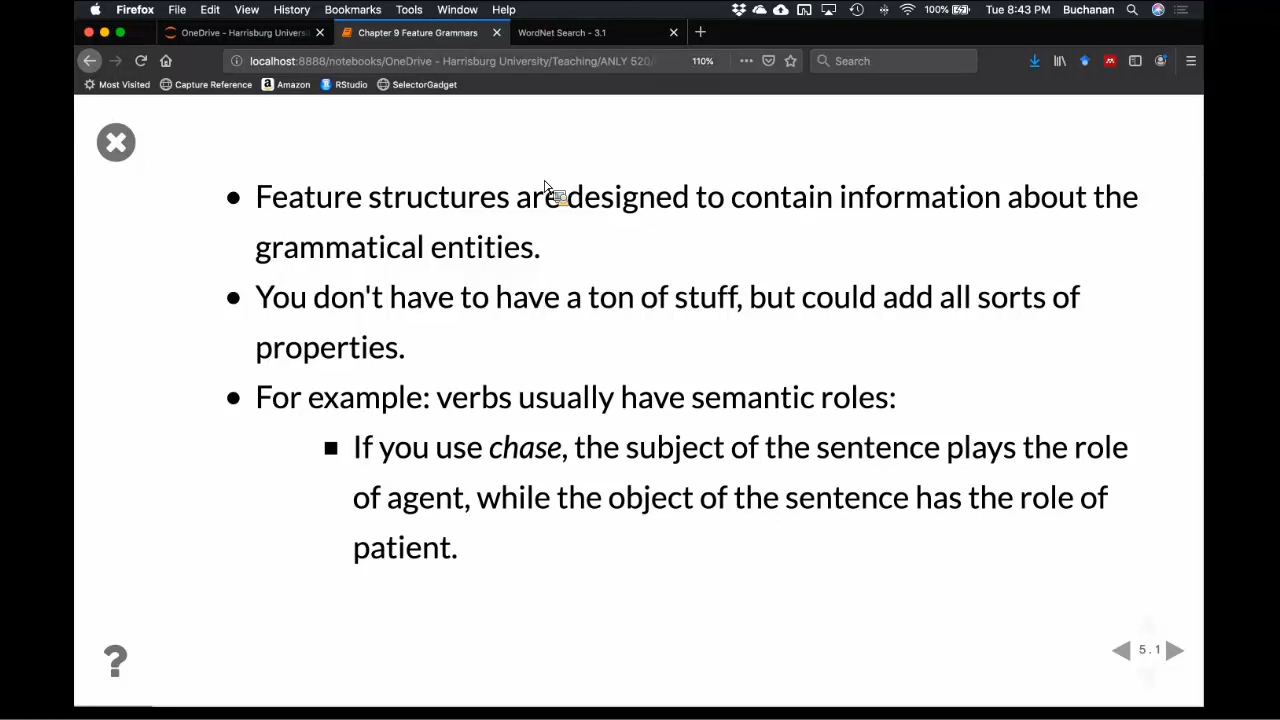 Firefox File Edit View History Bookmarks Tools Window Help 100% Tue 8:43 PM Buchanan
OneDrive - Harrisburg Universi Chapter 9 Feature Grammars WordNet Search - 3.1
localhost:8888/notebooks/OneDrive - Harrisburg University/Teaching/ANLY 520/ 110% Search
Most Visited Capture Reference Amazon RStudio SelectorGadget
Feature structures are designed to contain information about the
grammatical entities.
You don't have to have a ton of stuff, but could add all sorts of
properties.
For example: verbs usually have semantic roles:
If you use chase, the subject of the sentence plays the role
of agent, while the object of the sentence has the role of
patient.
?
5.1